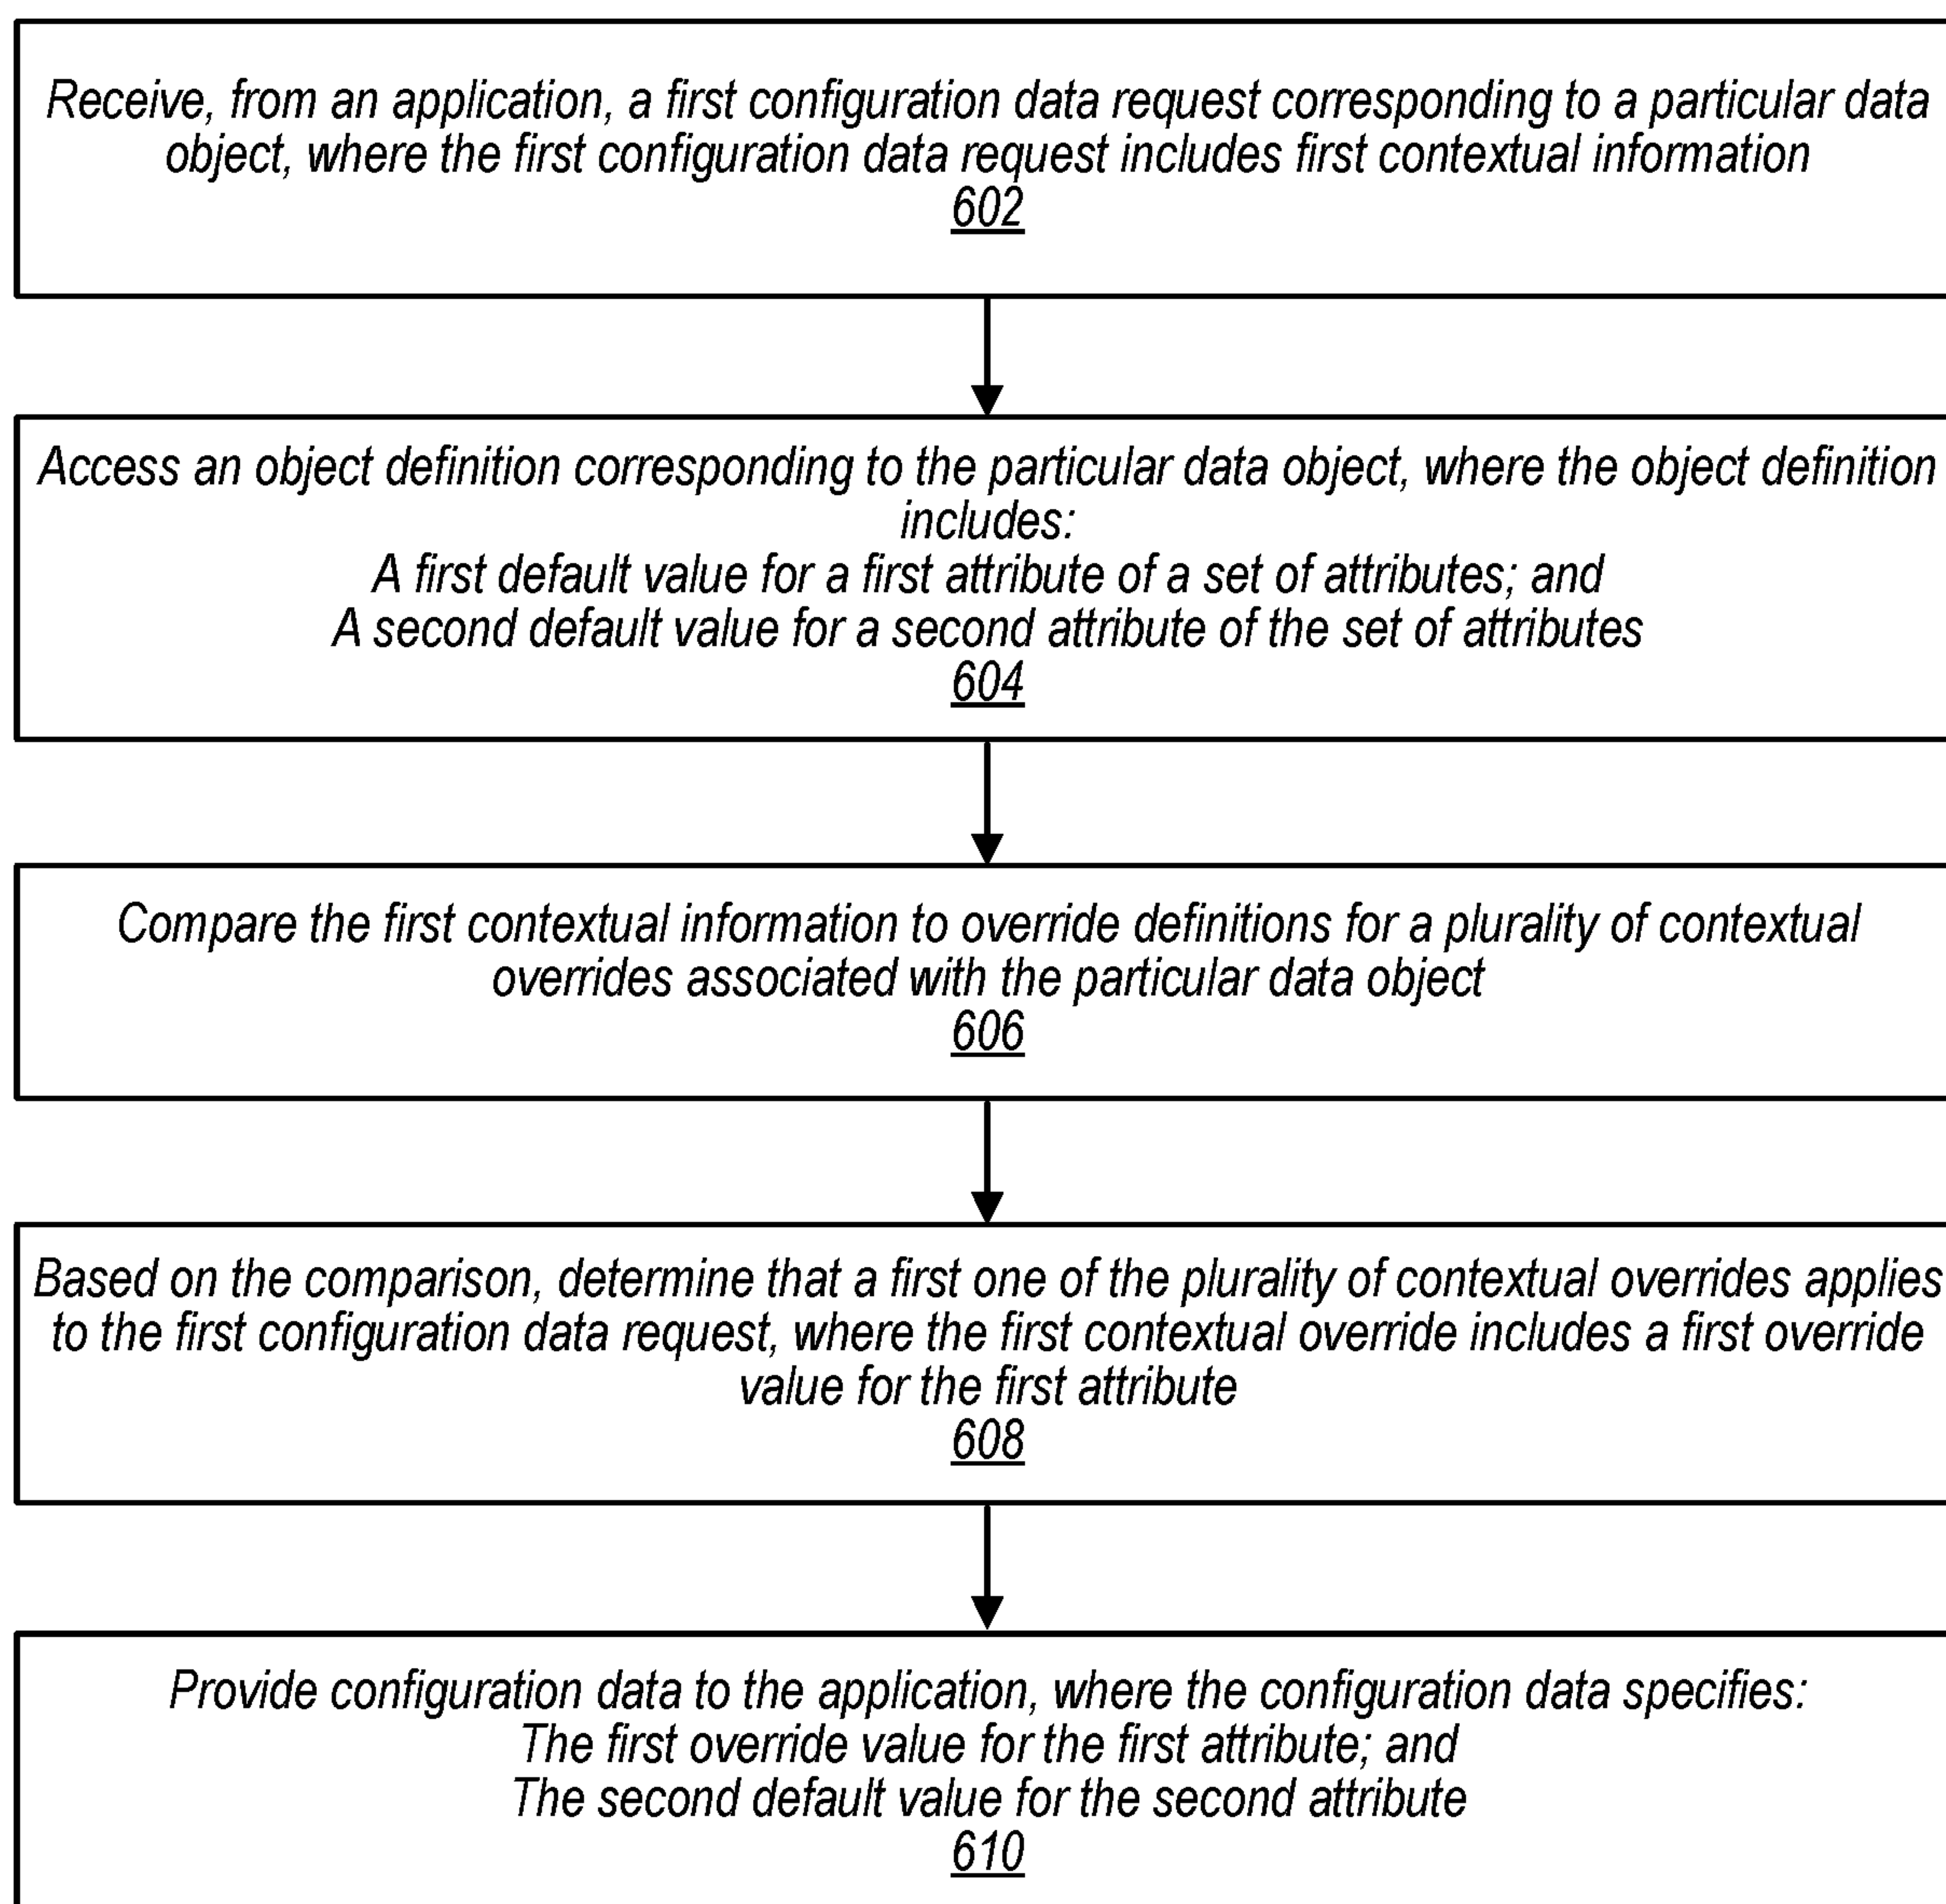 Receive, from an application, a first configuration data request corresponding to a particular data
object, where the first configuration data request includes first contextual information
602
Access an object definition corresponding to the particular data object, where the object definition
includes:
A first default value for a first attribute of a set of attributes; and
A second default value for a second attribute of the set of attributes
604
Compare the first contextual information to override definitions for a plurality of contextual
overrides associated with the particular data object
606
Based on the comparison, determine that a first one of the plurality of contextual overrides applies
to the first configuration data request, where the first contextual override includes a first override
value for the first attribute
608
Provide configuration data to the application, where the configuration data specifies:
The first override value for the first attribute; and
The second default value for the second attribute
610